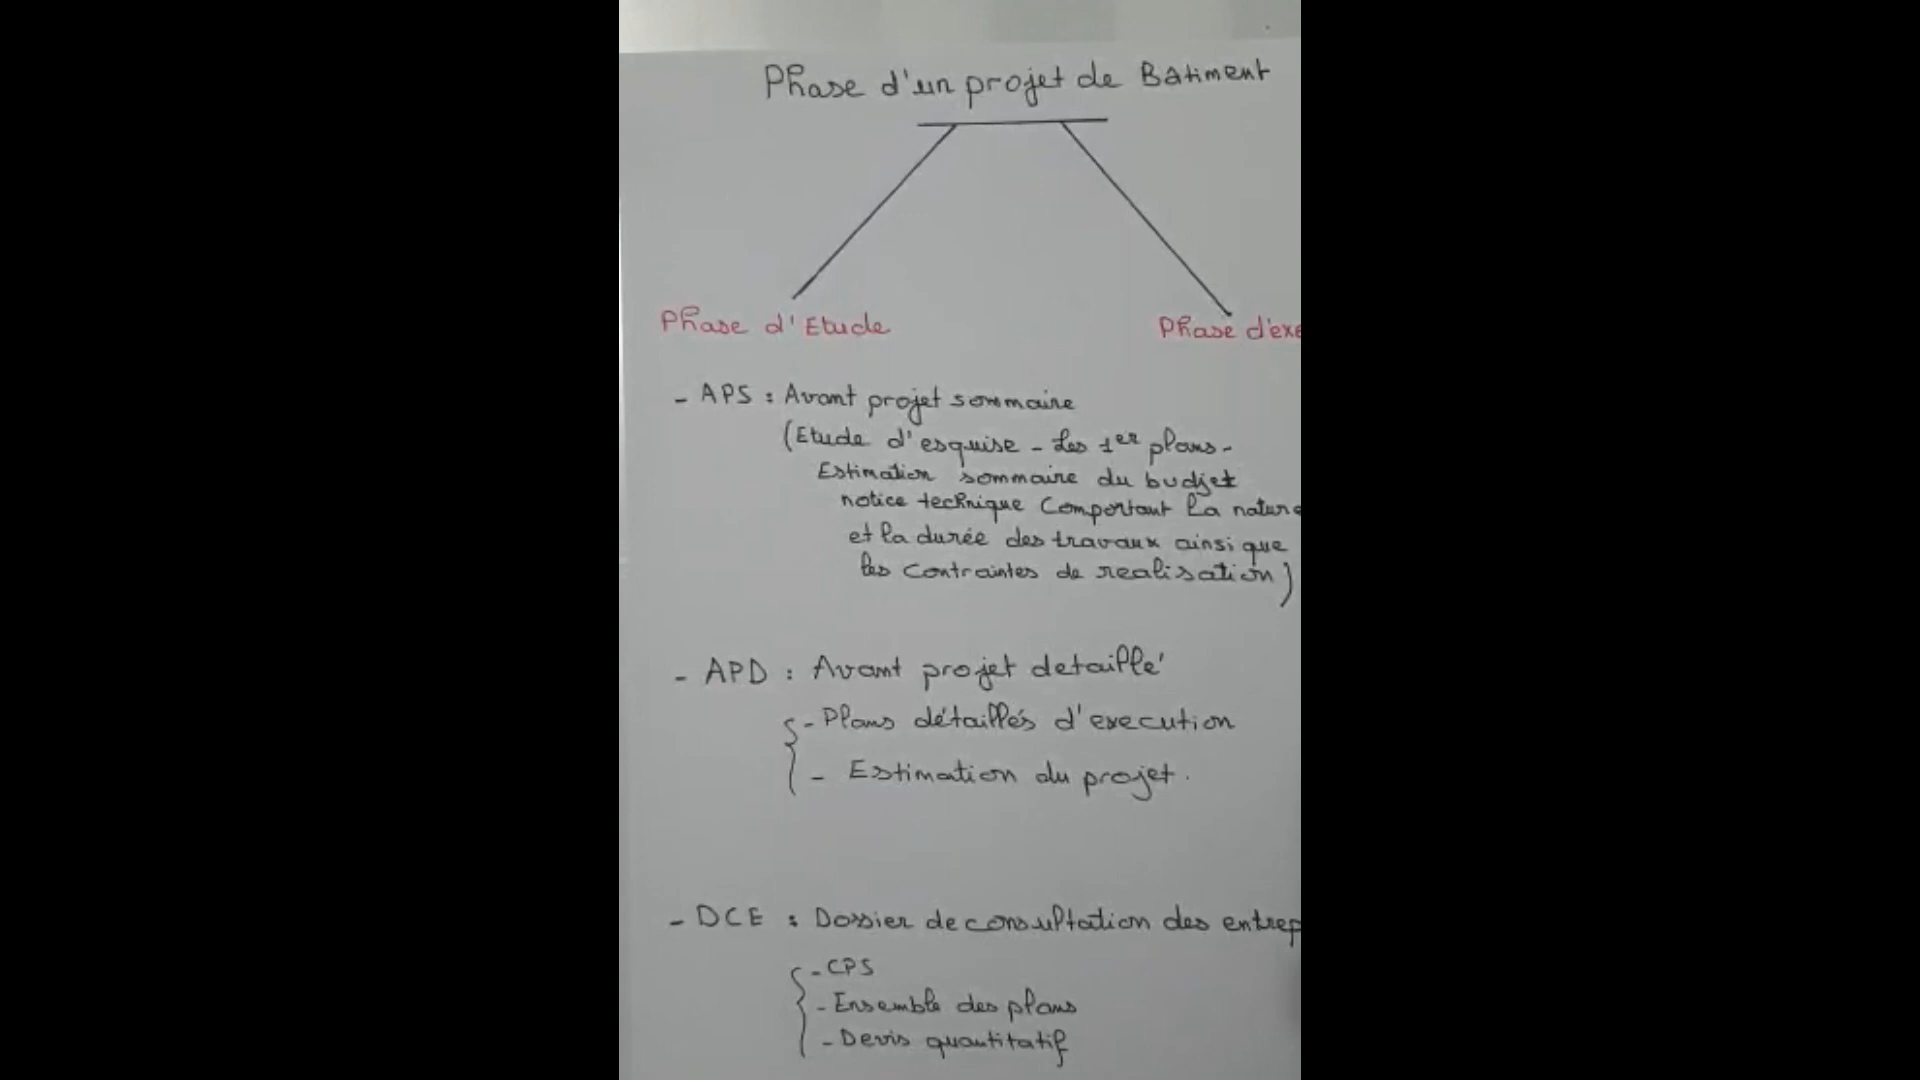 Phase d'un projet de Batiment
Phase d'Etude
Phase d'exe
- APS : Avant projet sommaire
(Etude d'esquise - Les 1er plans -
Estimation sommaire du budjet
notice technique Comportant la nature
et la durée des travaux ainsi que
les contraintes de realisation)
- APD : Avant projet detaillé
- Plans détaillés d'execution
- Estimation du projet.
- DCE : Dossier de consultation des entrep
- CPS
- Ensemble des plans
- Devis quantitatif